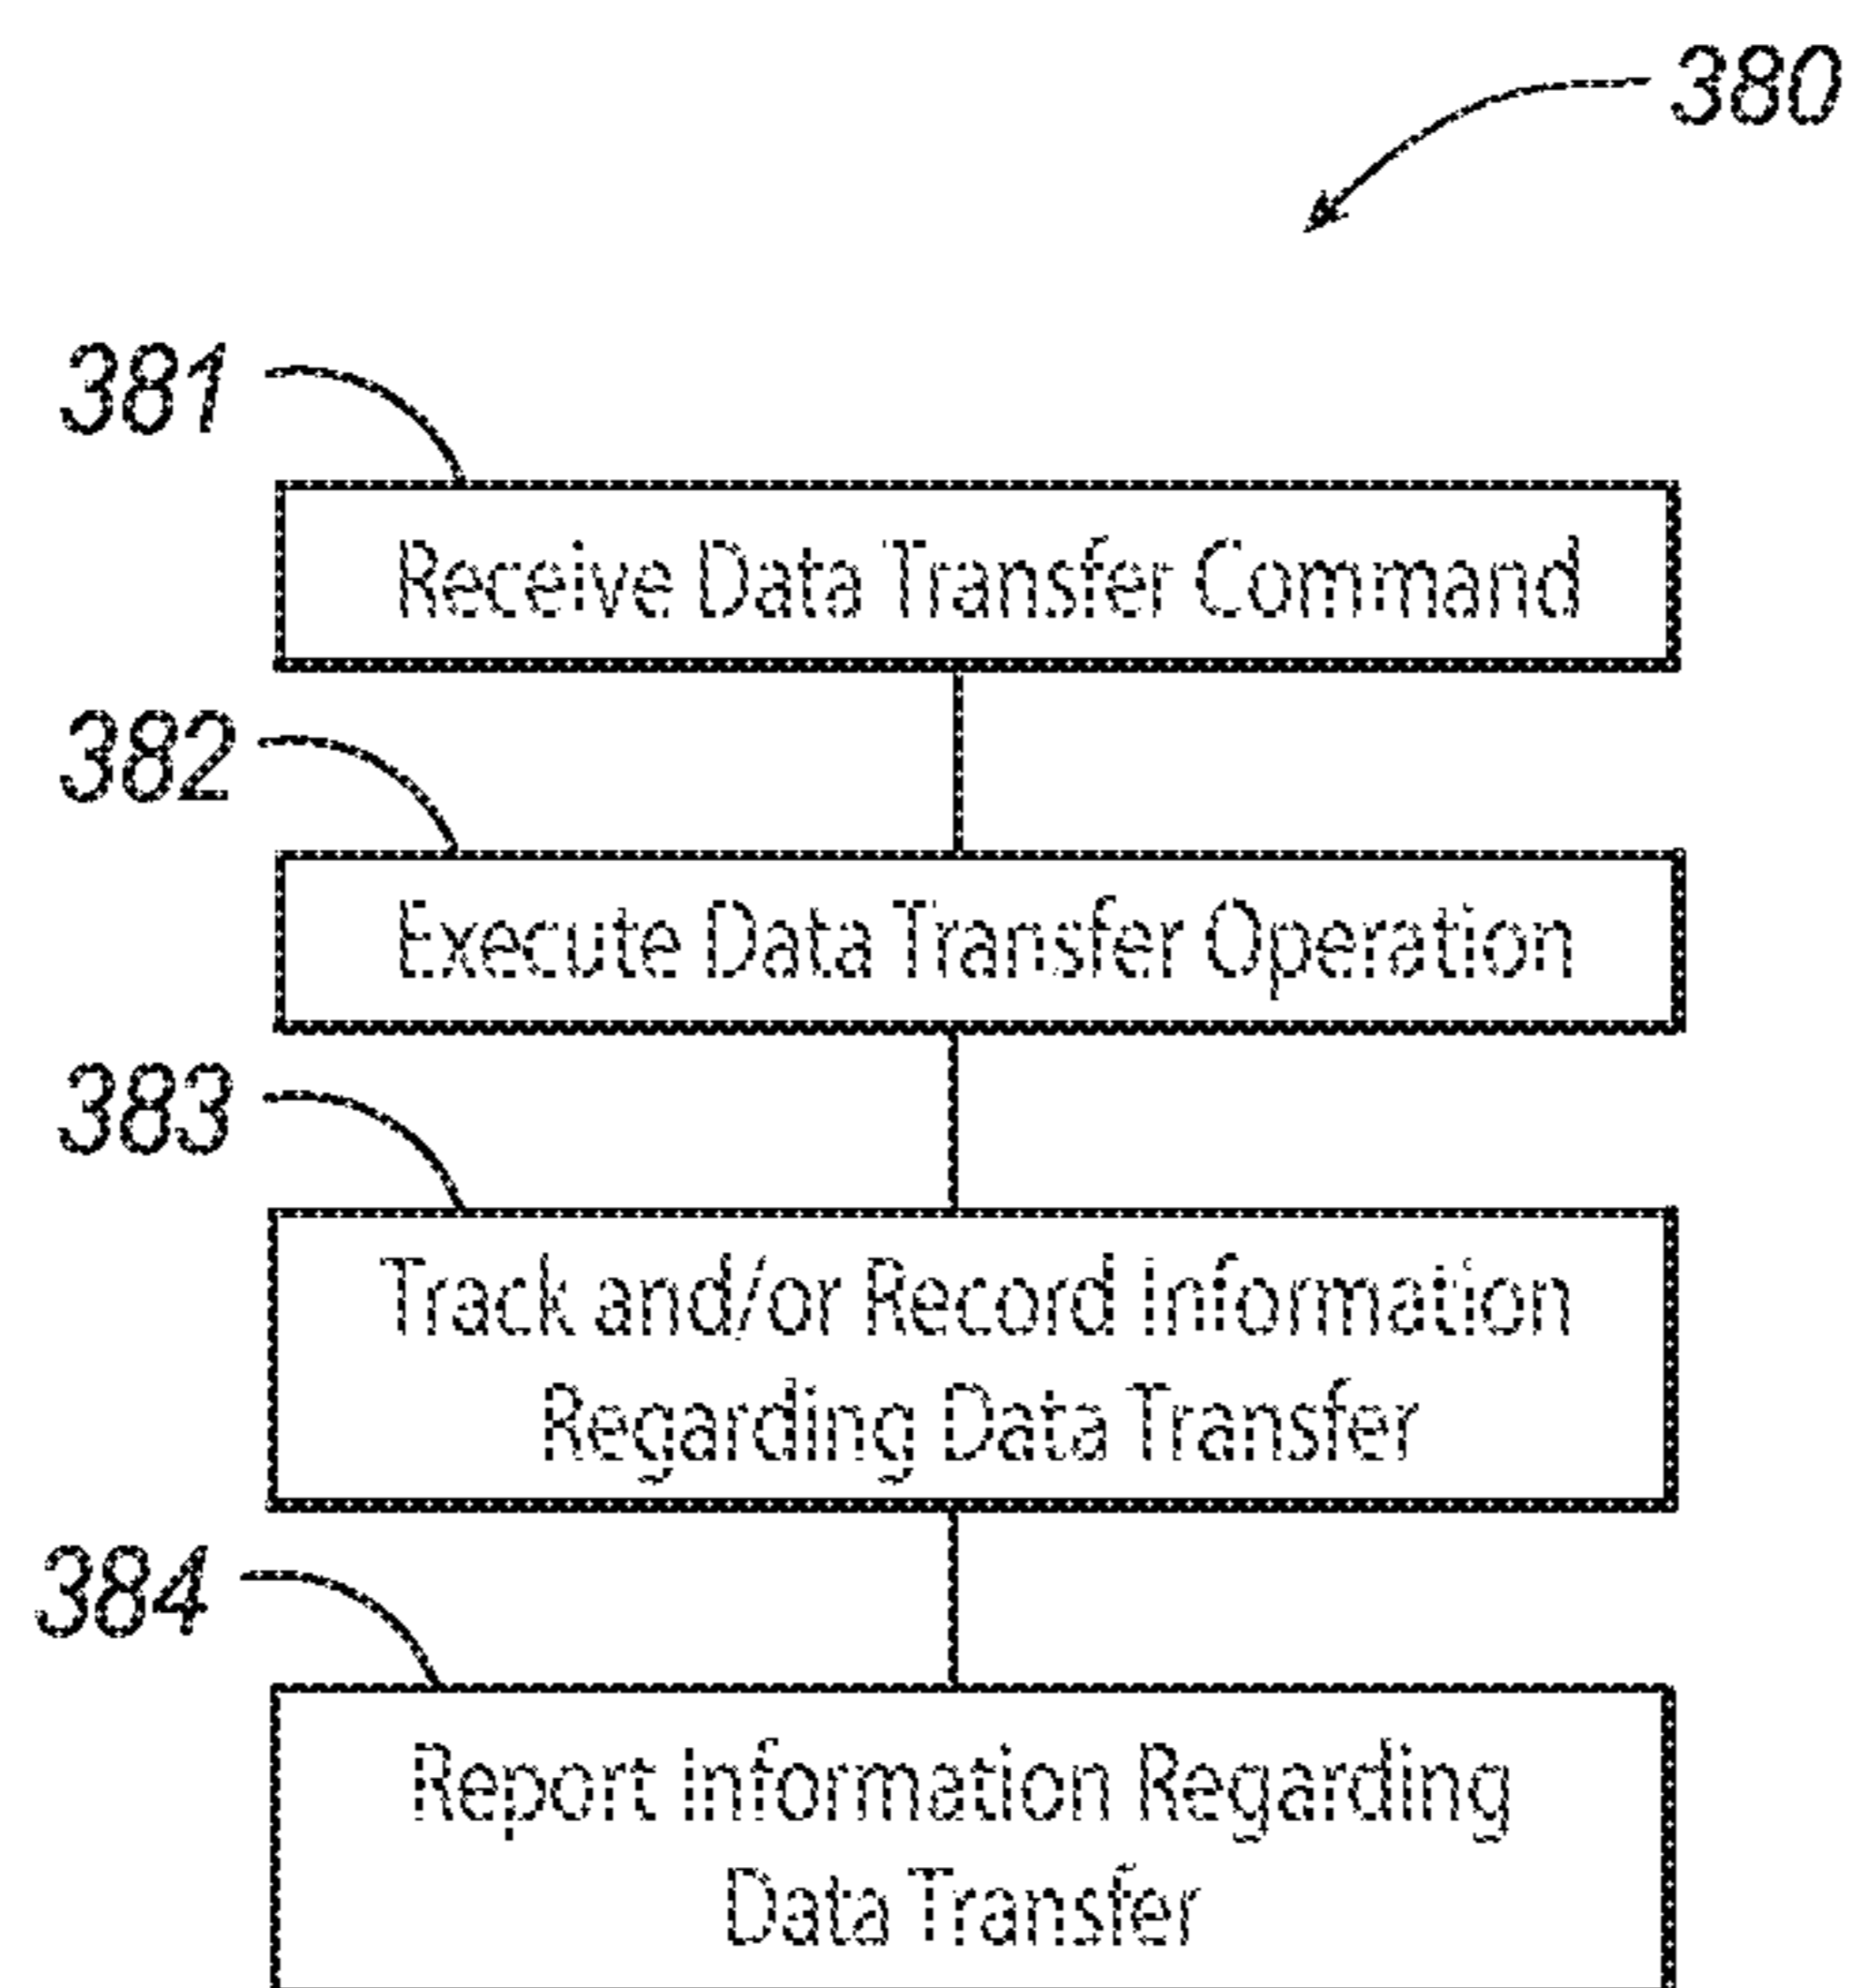 380
381
Receive Data Transfer Command
382
Execute Data Transfer Operation
383
Track and/or Record Information
Regarding Data Transfer
384
Report Information Regarding
Data Transfer